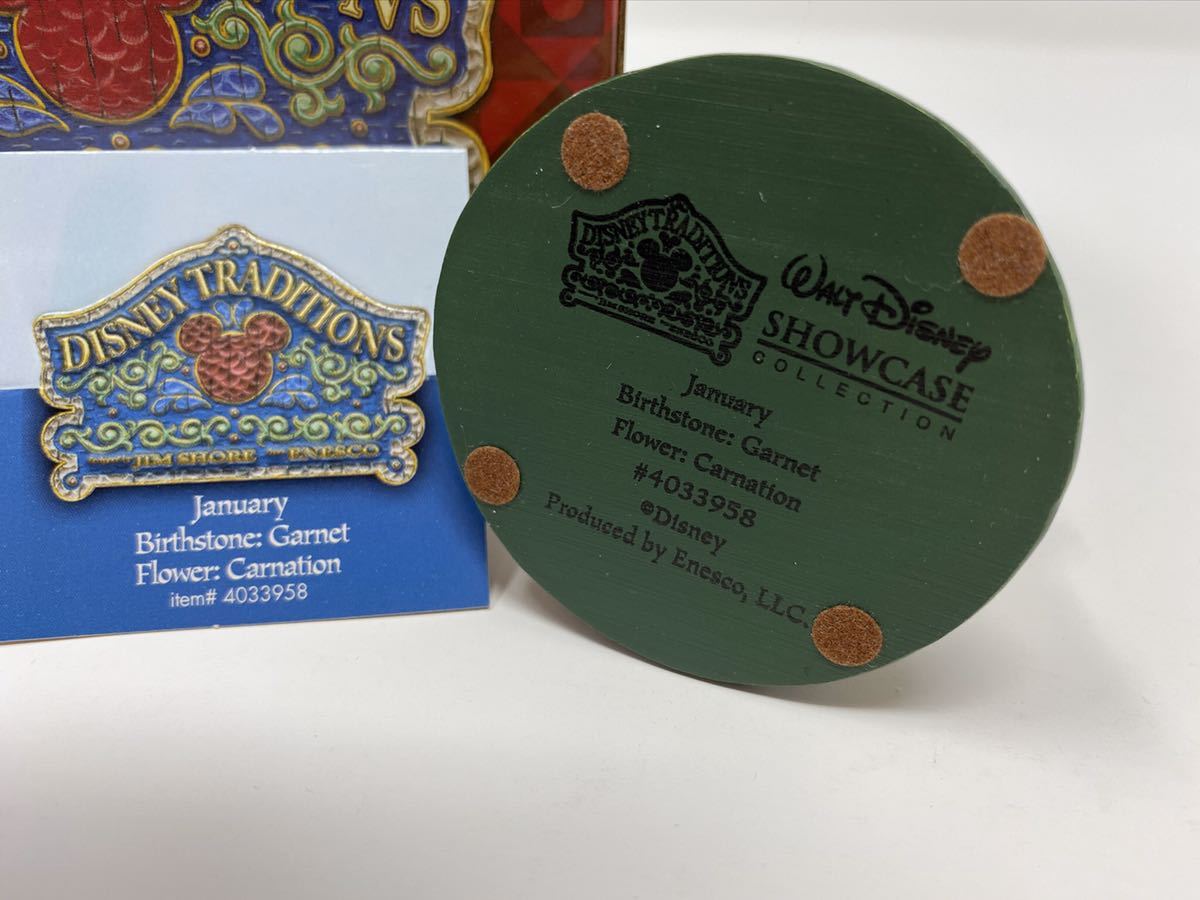 NS
DISNEY TRADITIONS
JIM SHORE ENESCO
January
Birthstone: Garnet
Flower: Carnation
item# 4033958
DISNEY TRADITIONS
WALT DISNEY
SHOWCASE
COLLECTION
January
Birthstone: Garnet
Flower: Carnation
#4033958
©Disney
Produced by Enesco, LLC.